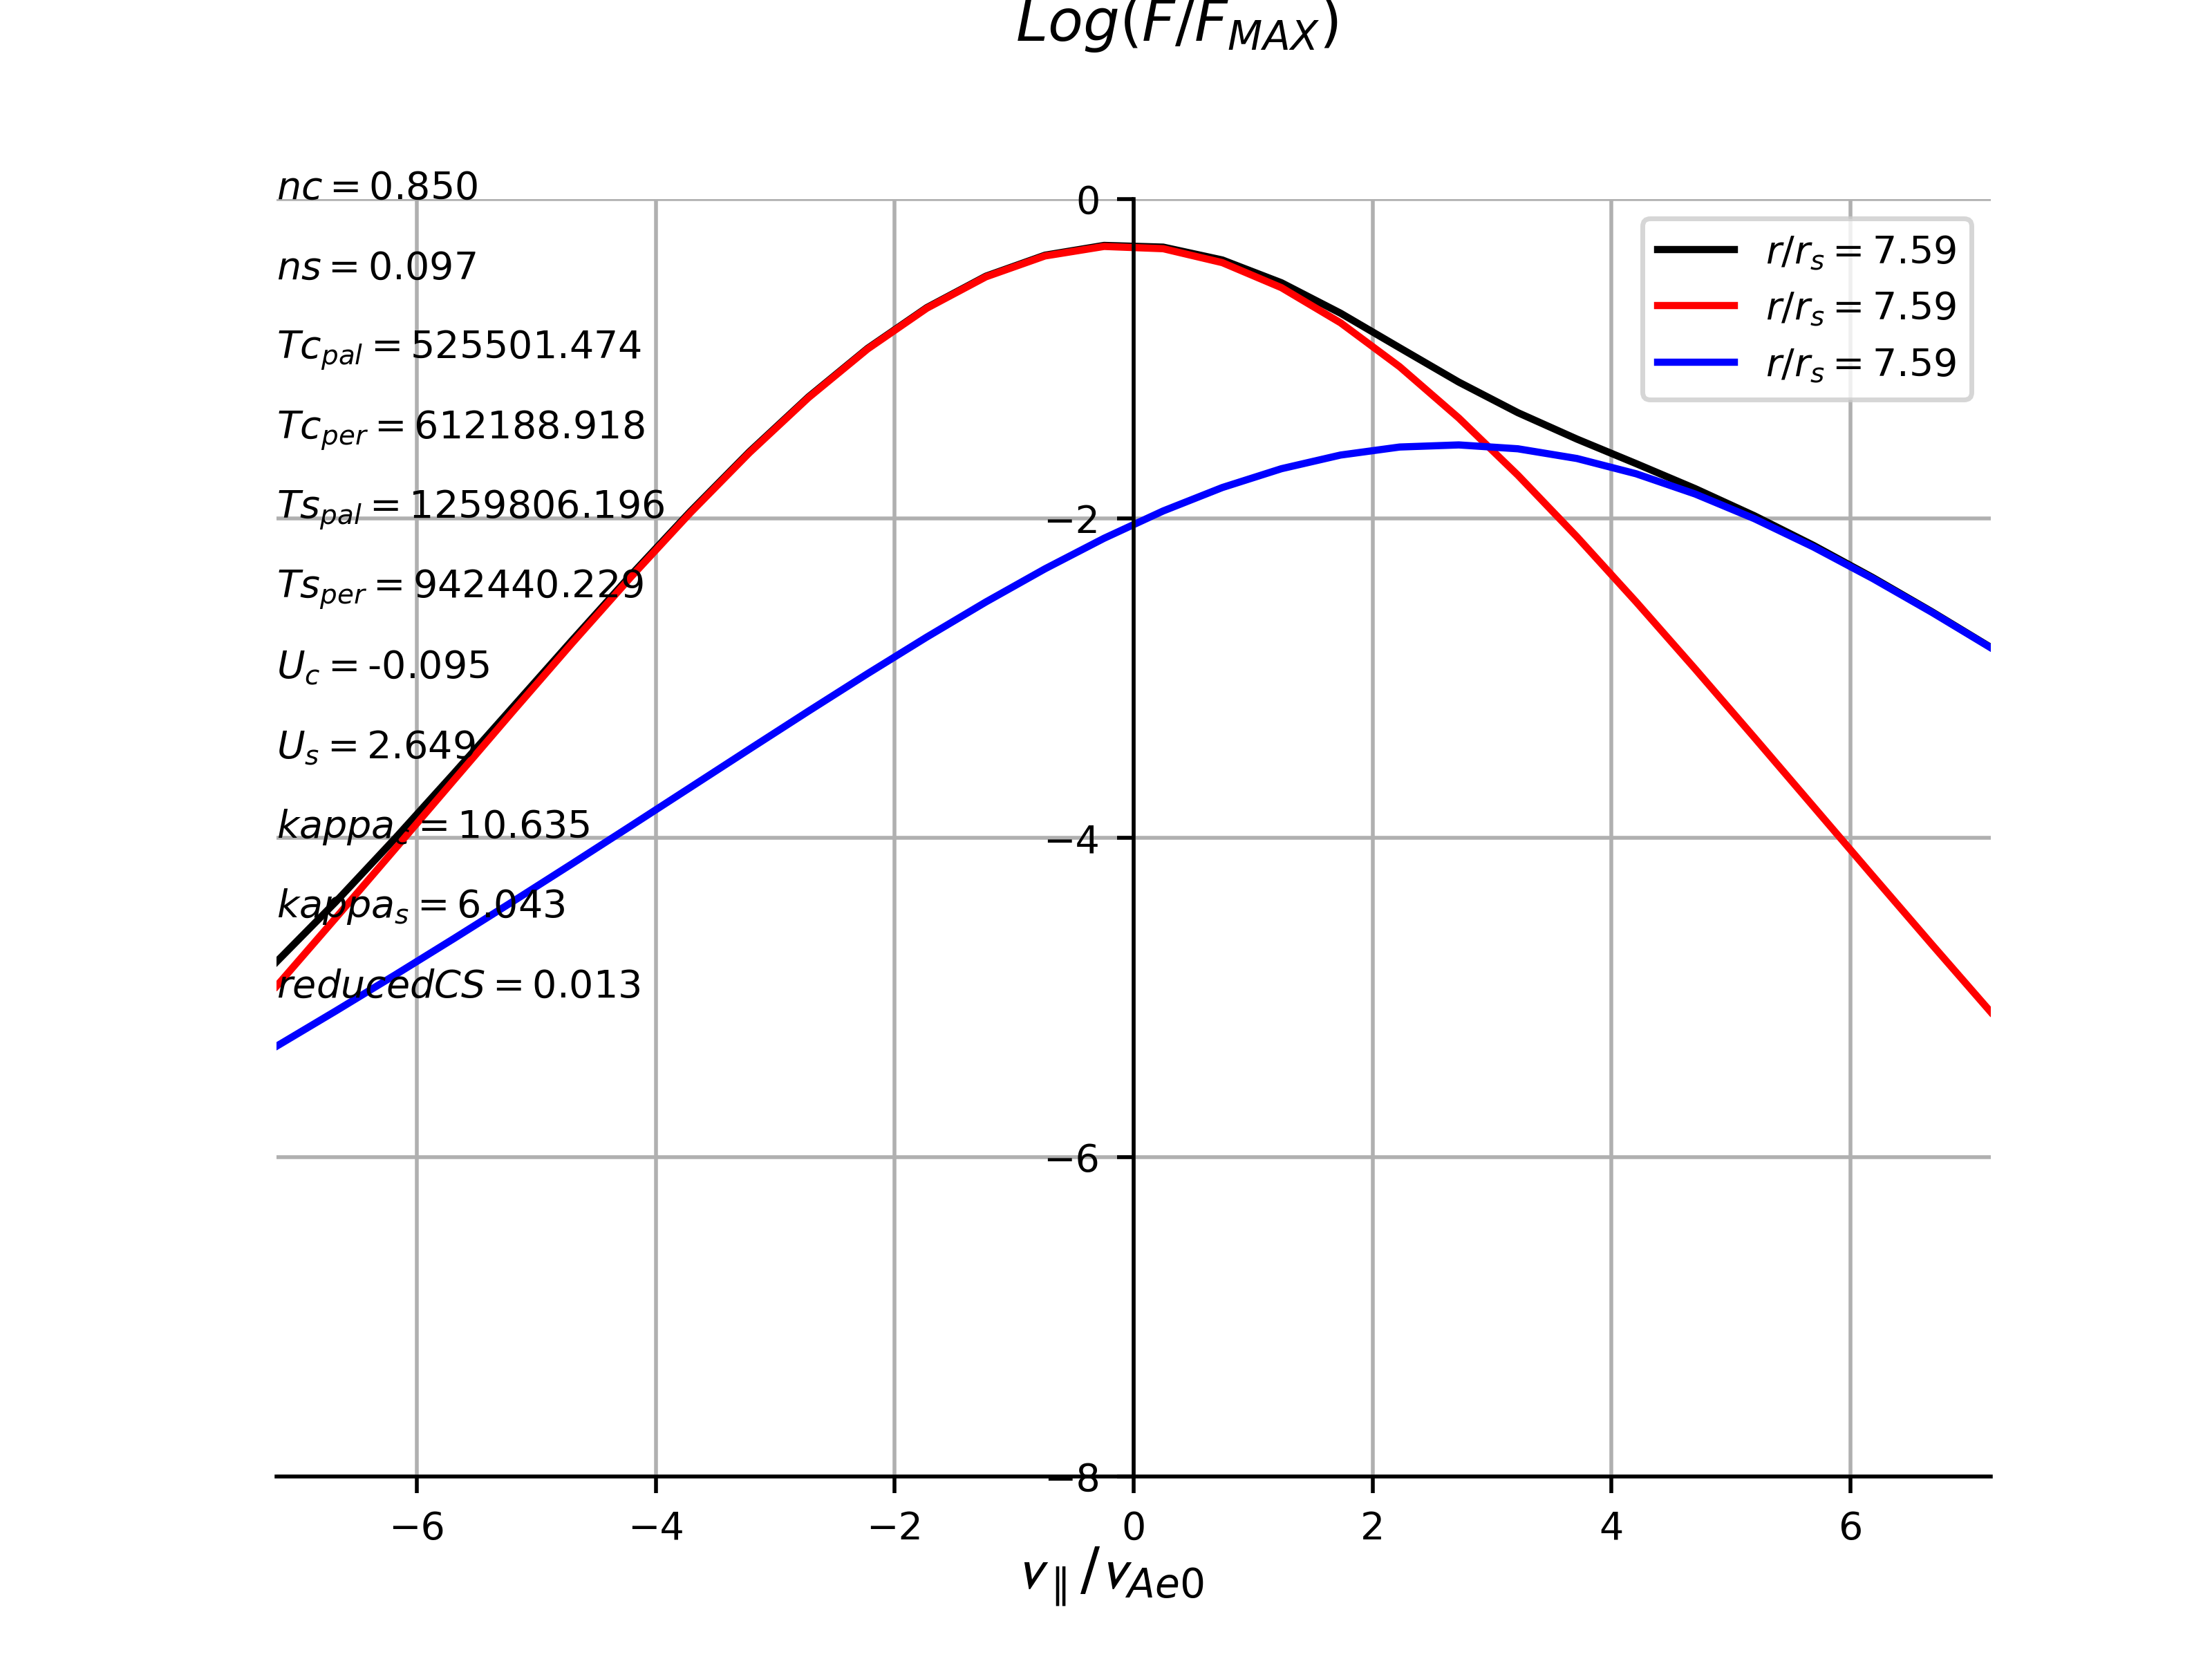 Log(F/F_MAX)
nc = 0.850
ns = 0.097
Tc_pal = 525501.474
Tc_per = 612188.918
Ts_pal = 1259806.196
Ts_per = 942440.229
U_c = -0.095
U_s = 2.649
kappa_c = 10.635
kappa_s = 6.043
reducedCS = 0.013
r/r_s = 7.59
r/r_s = 7.59
r/r_s = 7.59
0
−2
−4
−6
−8
−6 −4 −2 0 2 4 6
v_∥/v_Ae0